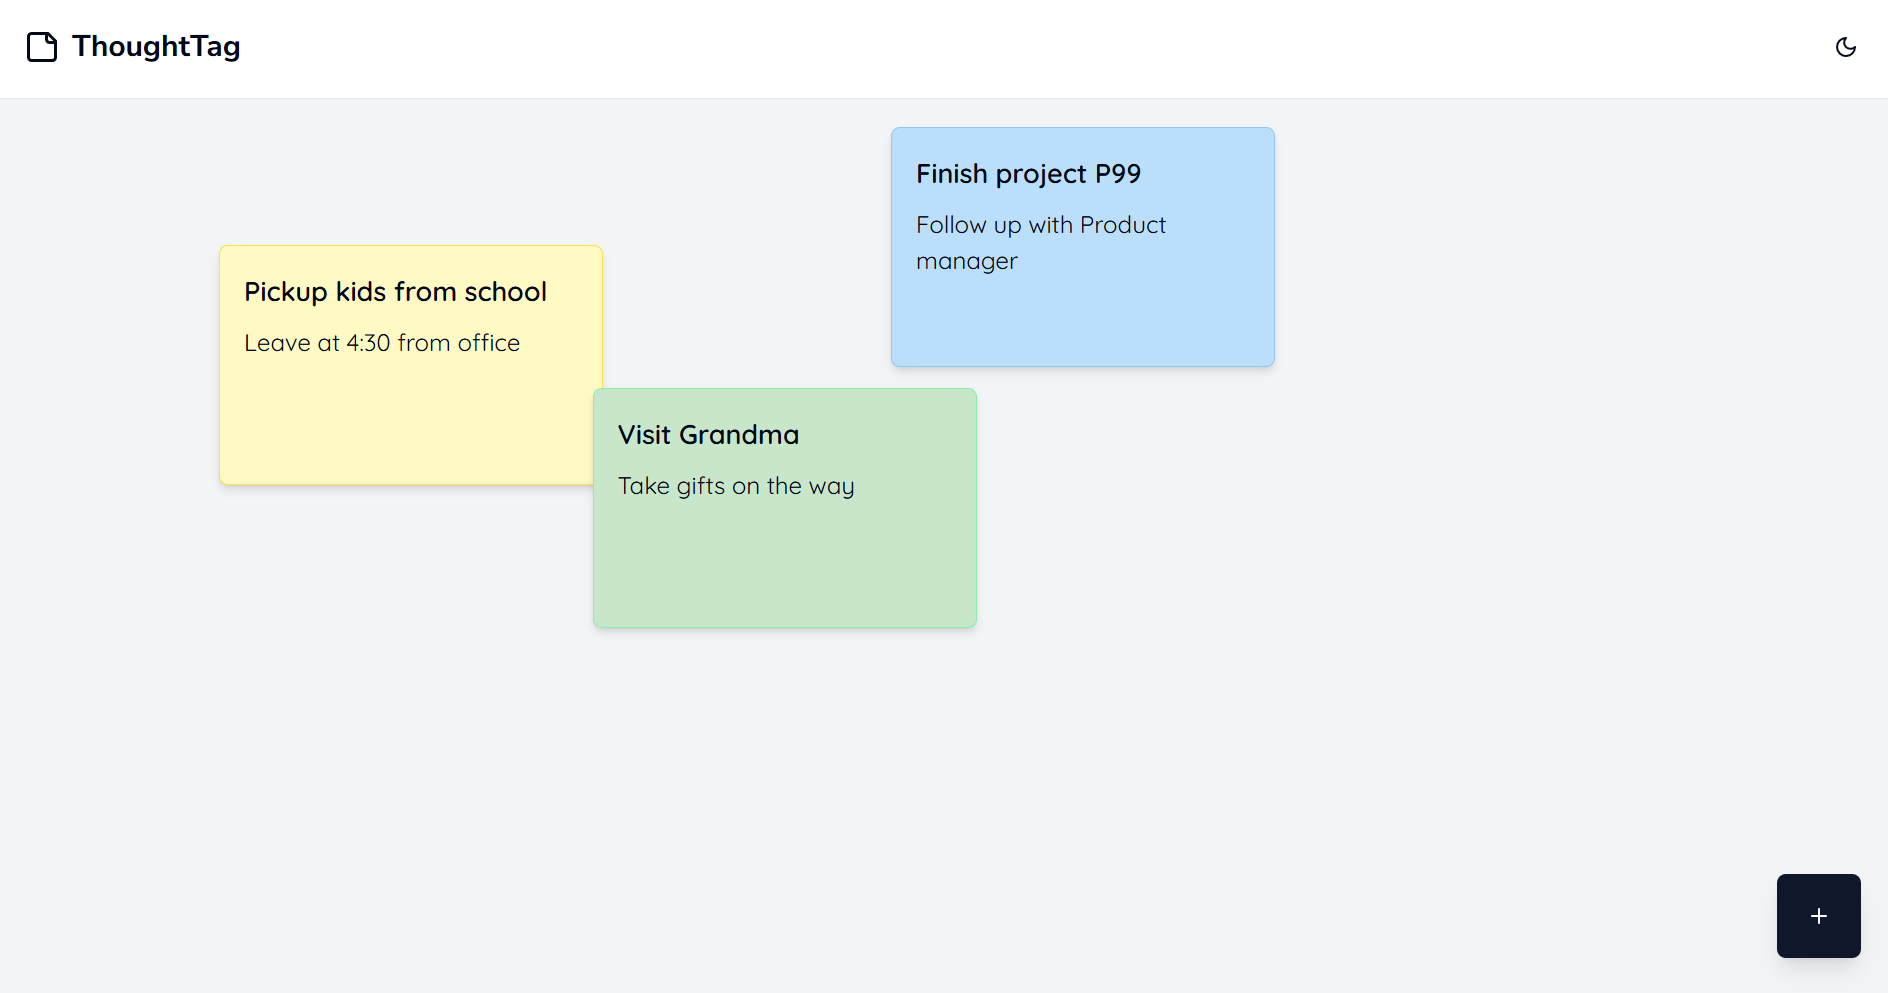 ThoughtTag
Finish project P99
Follow up with Product
manager
Pickup kids from school
Leave at 4:30 from office
Visit Grandma
Take gifts on the way